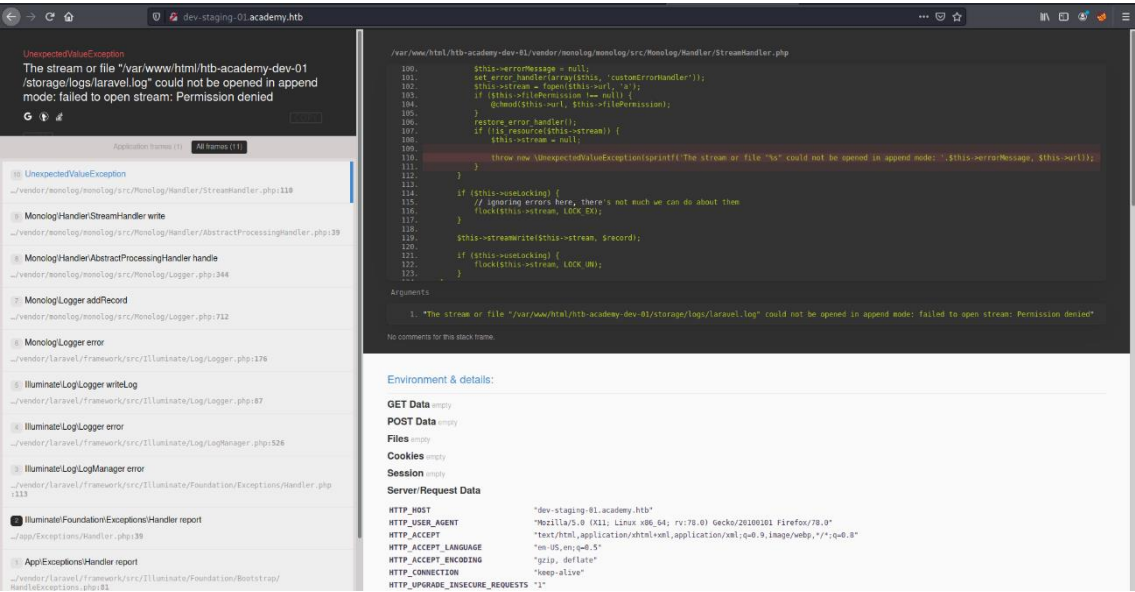 dev-staging-01.academy.htb
UnexpectedValueException
The stream or file "/var/www/html/htb-academy-dev-01
/storage/logs/laravel.log" could not be opened in append
mode: failed to open stream: Permission denied
Application frames (1) All frames (11)
10 UnexpectedValueException
…/vendor/monolog/monolog/src/Monolog/Handler/StreamHandler.php:110
9 Monolog\Handler\StreamHandler write
…/vendor/monolog/monolog/src/Monolog/Handler/AbstractProcessingHandler.php:39
8 Monolog\Handler\AbstractProcessingHandler handle
…/vendor/monolog/monolog/src/Monolog/Logger.php:344
7 Monolog\Logger addRecord
…/vendor/monolog/monolog/src/Monolog/Logger.php:712
6 Monolog\Logger error
…/vendor/laravel/framework/src/Illuminate/Log/Logger.php:176
5 Illuminate\Log\Logger writeLog
…/vendor/laravel/framework/src/Illuminate/Log/Logger.php:87
4 Illuminate\Log\Logger error
…/vendor/laravel/framework/src/Illuminate/Log/LogManager.php:526
3 Illuminate\Log\LogManager error
…/vendor/laravel/framework/src/Illuminate/Foundation/Exceptions/Handler.php
:113
2 Illuminate\Foundation\Exceptions\Handler report
…/app/Exceptions/Handler.php:39
1 App\Exceptions\Handler report
…/vendor/laravel/framework/src/Illuminate/Foundation/Bootstrap/
HandleExceptions.php:81
/var/www/html/htb-academy-dev-01/vendor/monolog/monolog/src/Monolog/Handler/StreamHandler.php
100. $this->errorMessage = null;
101. set_error_handler(array($this, 'customErrorHandler'));
102. $this->stream = fopen($this->url, 'a');
103. if ($this->filePermission !== null) {
104. @chmod($this->url, $this->filePermission);
105. }
106. restore_error_handler();
107. if (!is_resource($this->stream)) {
108. $this->stream = null;
109.
110. throw new \UnexpectedValueException(sprintf('The stream or file "%s" could not be opened in append mode: '.$this->errorMessage, $this->url));
111. }
112. }
113.
114. if ($this->useLocking) {
115. // ignoring errors here, there's not much we can do about them
116. flock($this->stream, LOCK_EX);
117. }
118.
119. $this->streamWrite($this->stream, $record);
120.
121. if ($this->useLocking) {
122. flock($this->stream, LOCK_UN);
123. }
Arguments
1. "The stream or file "/var/www/html/htb-academy-dev-01/storage/logs/laravel.log" could not be opened in append mode: failed to open stream: Permission denied"
No comments for this stack frame.
Environment & details:
GET Data empty
POST Data empty
Files empty
Cookies empty
Session empty
Server/Request Data
HTTP_HOST "dev-staging-01.academy.htb"
HTTP_USER_AGENT "Mozilla/5.0 (X11; Linux x86_64; rv:78.0) Gecko/20100101 Firefox/78.0"
HTTP_ACCEPT "text/html,application/xhtml+xml,application/xml;q=0.9,image/webp,*/*;q=0.8"
HTTP_ACCEPT_LANGUAGE "en-US,en;q=0.5"
HTTP_ACCEPT_ENCODING "gzip, deflate"
HTTP_CONNECTION "keep-alive"
HTTP_UPGRADE_INSECURE_REQUESTS "1"